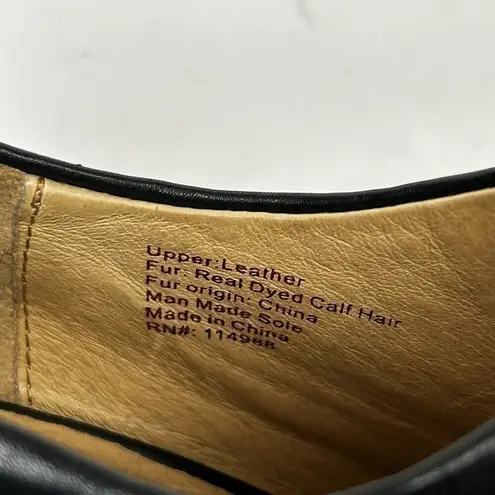 Upper:Leather
Fur: Real Dyed Calf Hair
Fur origin: China
Man Made Sole
Made in China
RN#: 114988